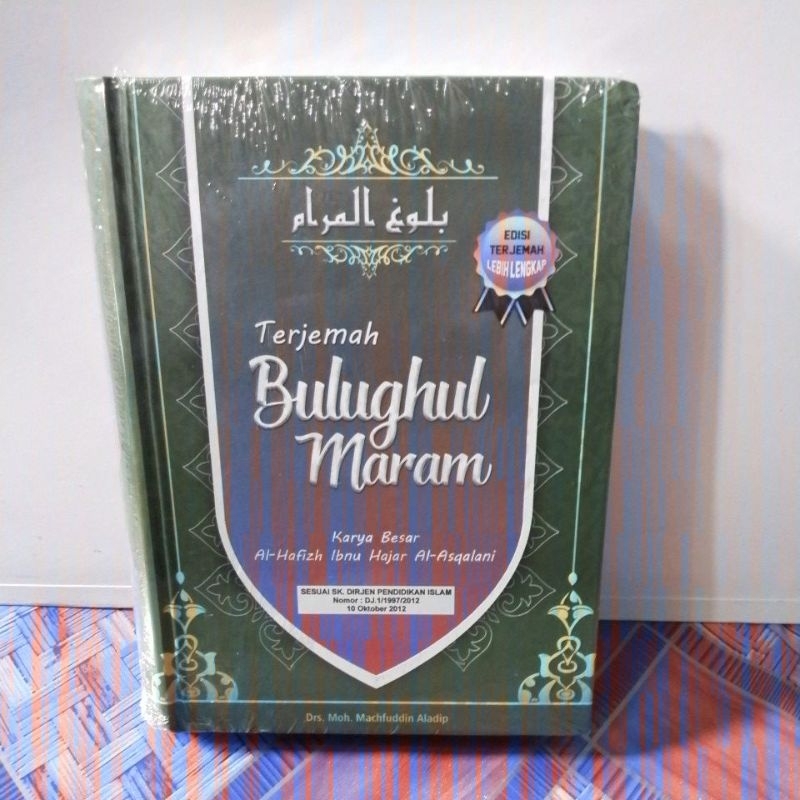 بلوغ المرام
EDISI
TERJEMAH
LEBIH LENGKAP
Terjemah
Bulughul
Maram
Karya Besar
Al-Hafizh Ibnu Hajar Al-Asqalani
SESUAI SK. DIRJEN PENDIDIKAN ISLAM
Nomor : DJ.1/1997/2012
10 Oktober 2012
Drs. Moh. Machfuddin Aladip